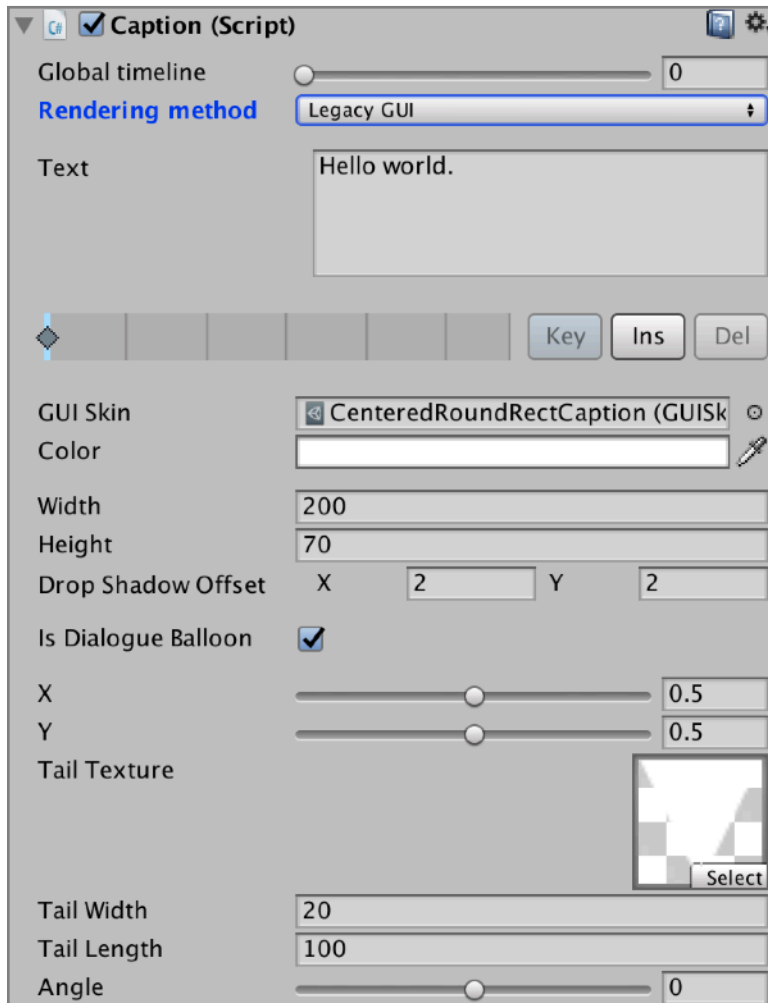 C# Caption (Script)
Global timeline 0
Rendering method Legacy GUI
Text Hello world.
Key Ins Del
GUI Skin CenteredRoundRectCaption (GUISk
Color
Width 200
Height 70
Drop Shadow Offset X 2 Y 2
Is Dialogue Balloon
X 0.5
Y 0.5
Tail Texture
Select
Tail Width 20
Tail Length 100
Angle 0